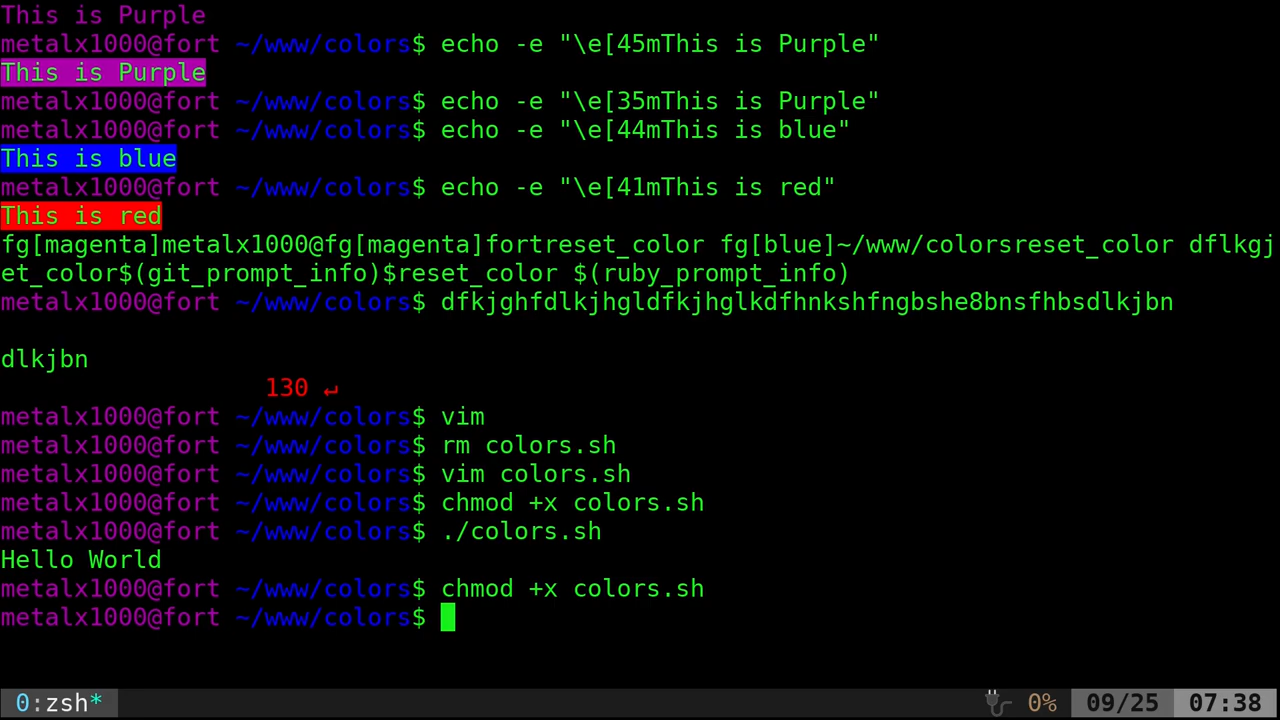 This is Purple
metalx1000@fort ~/www/colors$ echo -e "\e[45mThis is Purple"
This is Purple
metalx1000@fort ~/www/colors$ echo -e "\e[35mThis is Purple"
metalx1000@fort ~/www/colors$ echo -e "\e[44mThis is blue"
This is blue
metalx1000@fort ~/www/colors$ echo -e "\e[41mThis is red"
This is red
fg[magenta]metalx1000@fg[magenta]fortreset_color fg[blue]~/www/colorsreset_color dflkgj
et_color$(git_prompt_info)$reset_color $(ruby_prompt_info)
metalx1000@fort ~/www/colors$ dfkjghfdlkjhgldfkjhglkdfhnkshfngbshe8bnsfhbsdlkjbn
dlkjbn
130 ↵
metalx1000@fort ~/www/colors$ vim
metalx1000@fort ~/www/colors$ rm colors.sh
metalx1000@fort ~/www/colors$ vim colors.sh
metalx1000@fort ~/www/colors$ chmod +x colors.sh
metalx1000@fort ~/www/colors$ ./colors.sh
Hello World
metalx1000@fort ~/www/colors$ chmod +x colors.sh
metalx1000@fort ~/www/colors$
0:zsh* 0% 09/25 07:38